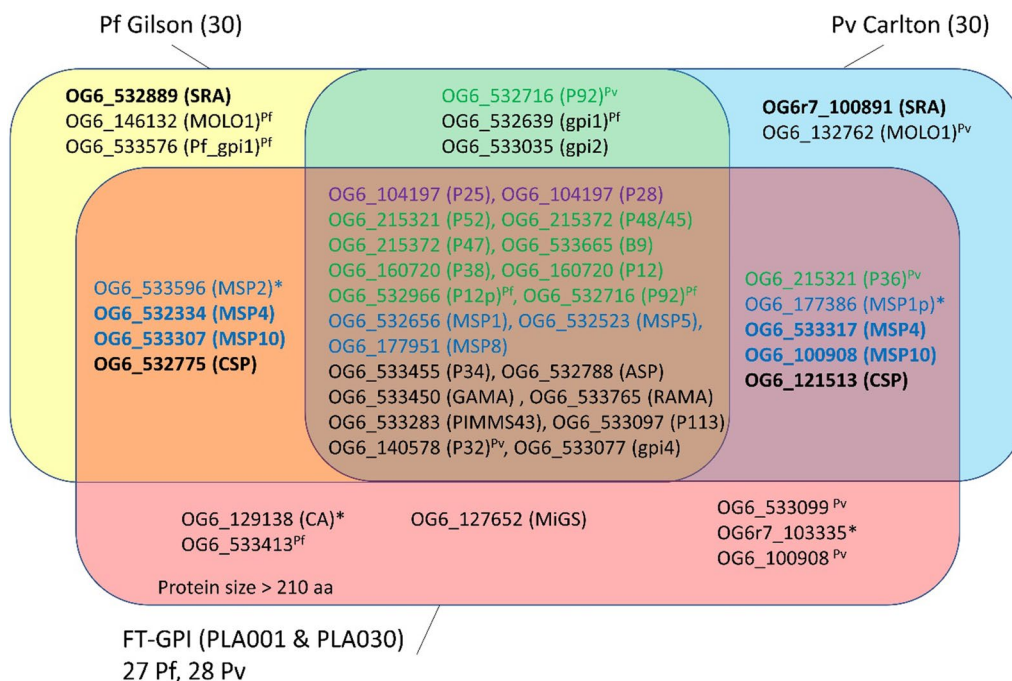 Pf Gilson (30)
Pv Carlton (30)
OG6_532889 (SRA)
OG6_146132 (MOLO1)Pf
OG6_533576 (Pf_gpi1)Pf
OG6_532716 (P92)Pv
OG6_532639 (gpi1)Pf
OG6_533035 (gpi2)
OG6r7_100891 (SRA)
OG6_132762 (MOLO1)Pv
OG6_533596 (MSP2)*
OG6_532334 (MSP4)
OG6_533307 (MSP10)
OG6_532775 (CSP)
OG6_104197 (P25), OG6_104197 (P28)
OG6_215321 (P52), OG6_215372 (P48/45)
OG6_215372 (P47), OG6_533665 (B9)
OG6_160720 (P38), OG6_160720 (P12)
OG6_532966 (P12p)Pf, OG6_532716 (P92)Pf
OG6_532656 (MSP1), OG6_532523 (MSP5),
OG6_177951 (MSP8)
OG6_533455 (P34), OG6_532788 (ASP)
OG6_533450 (GAMA) , OG6_533765 (RAMA)
OG6_533283 (PIMMS43), OG6_533097 (P113)
OG6_140578 (P32)Pv, OG6_533077 (gpi4)
OG6_215321 (P36)Pv
OG6_177386 (MSP1p)*
OG6_533317 (MSP4)
OG6_100908 (MSP10)
OG6_121513 (CSP)
OG6_129138 (CA)*
OG6_533413Pf
OG6_127652 (MiGS)
OG6_533099 Pv
OG6r7_103335*
OG6_100908 Pv
Protein size > 210 aa
FT-GPI (PLA001 & PLA030)
27 Pf, 28 Pv